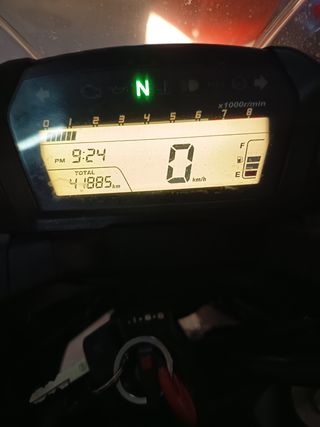 N
x1000r/min
0 1 2 3 4 5 6 7 8
PM 9:24
TOTAL
41885 km
0 km/h
F
E